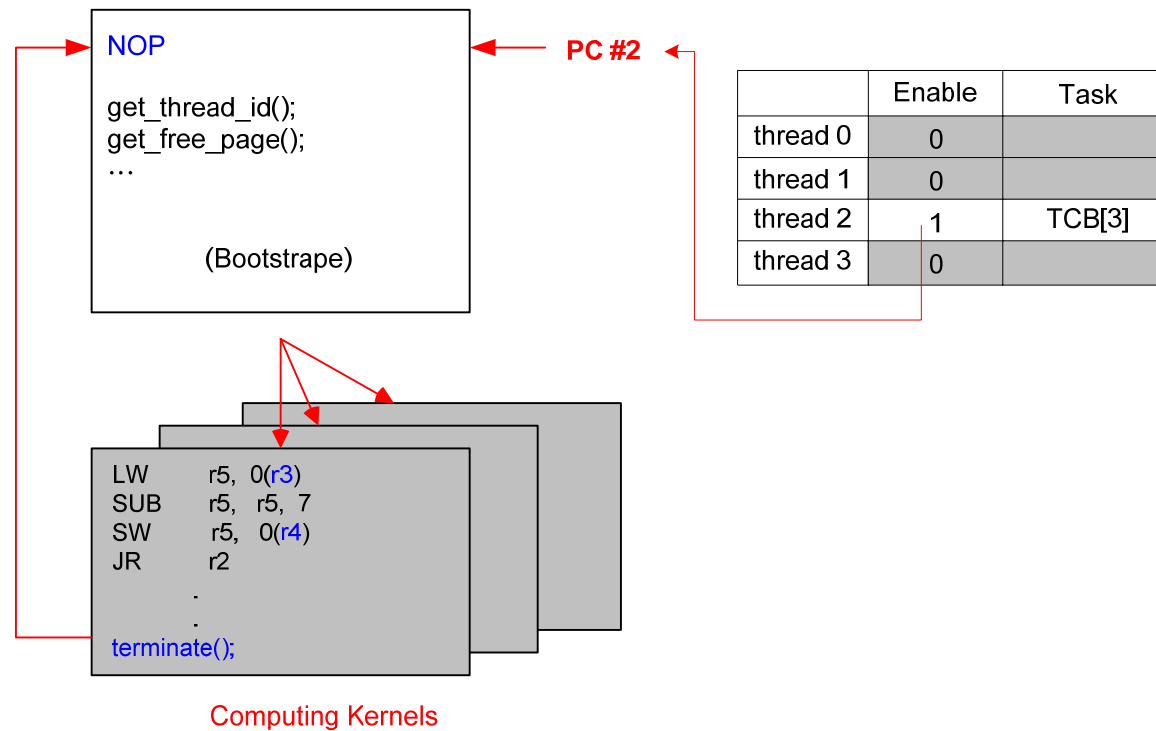 NOP
get_thread_id();
get_free_page();
...
(Bootstrape)
PC #2
Enable Task
thread 0 0
thread 1 0
thread 2 1 TCB[3]
thread 3 0
LW r5, 0(r3)
SUB r5, r5, 7
SW r5, 0(r4)
JR r2
.
.
terminate();
Computing Kernels